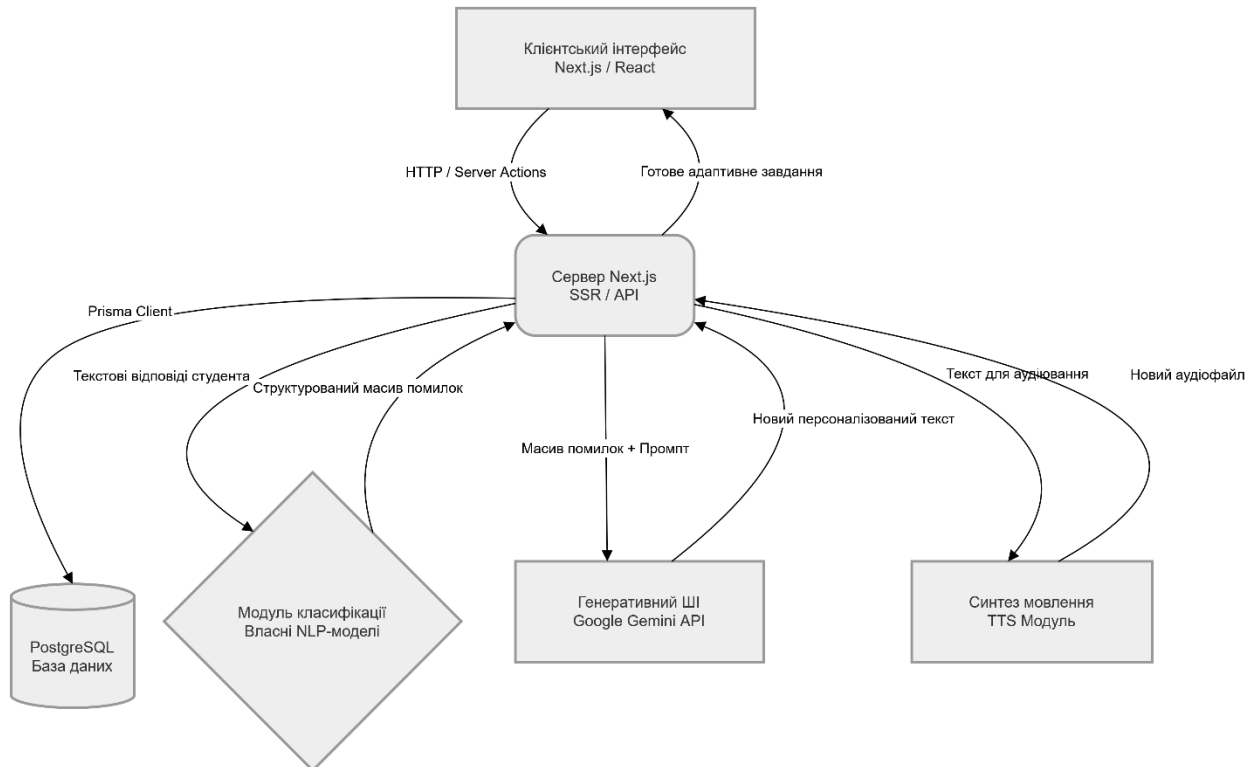 Клієнтський інтерфейс
Next.js / React
HTTP / Server Actions
Готове адаптивне завдання
Сервер Next.js
SSR / API
Prisma Client
Текстові відповіді студента
Структурований масив помилок
Текст для аудіювання
Новий аудіофайл
Новий персоналізований текст
Масив помилок + Промпт
Модуль класифікації
Власні NLP-моделі
Генеративний ШІ
Google Gemini API
Синтез мовлення
TTS Модуль
PostgreSQL
База даних